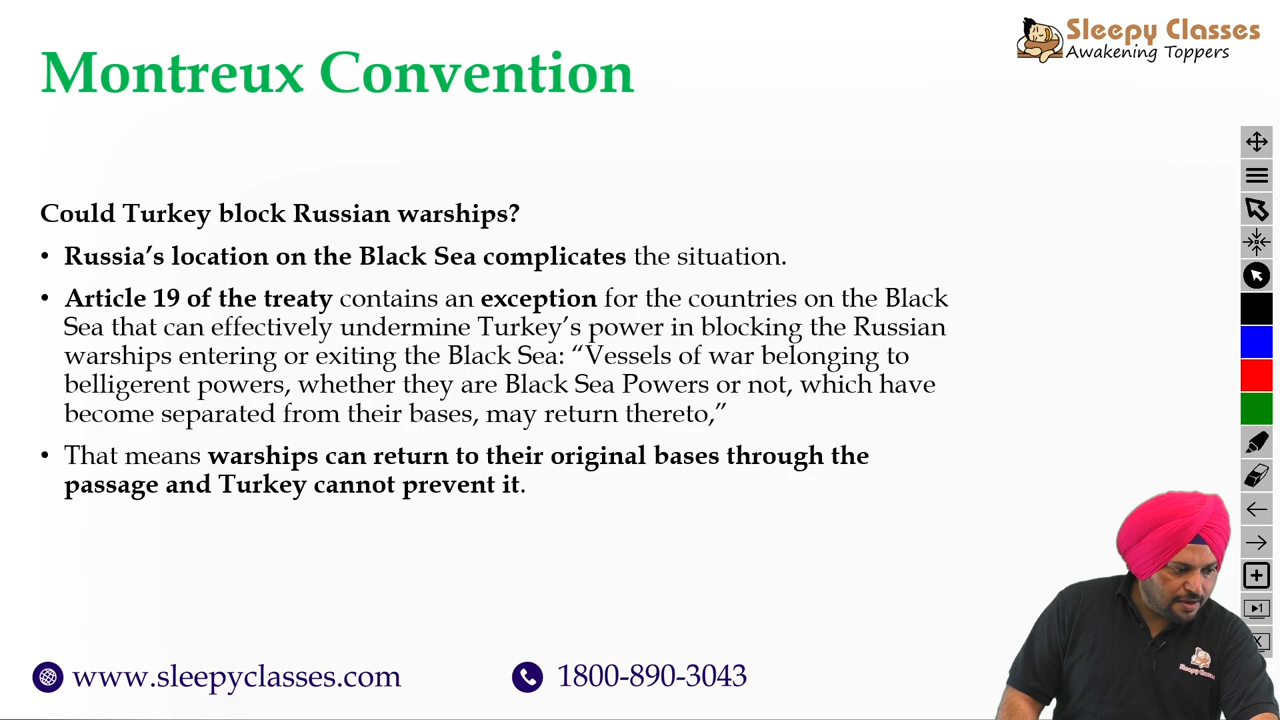 Sleepy Classes
Awakening Toppers
Montreux Convention
Could Turkey block Russian warships?
• Russia’s location on the Black Sea complicates the situation.
• Article 19 of the treaty contains an exception for the countries on the Black
Sea that can effectively undermine Turkey’s power in blocking the Russian
warships entering or exiting the Black Sea: “Vessels of war belonging to
belligerent powers, whether they are Black Sea Powers or not, which have
become separated from their bases, may return thereto,”
• That means warships can return to their original bases through the
passage and Turkey cannot prevent it.
www.sleepyclasses.com
1800-890-3043